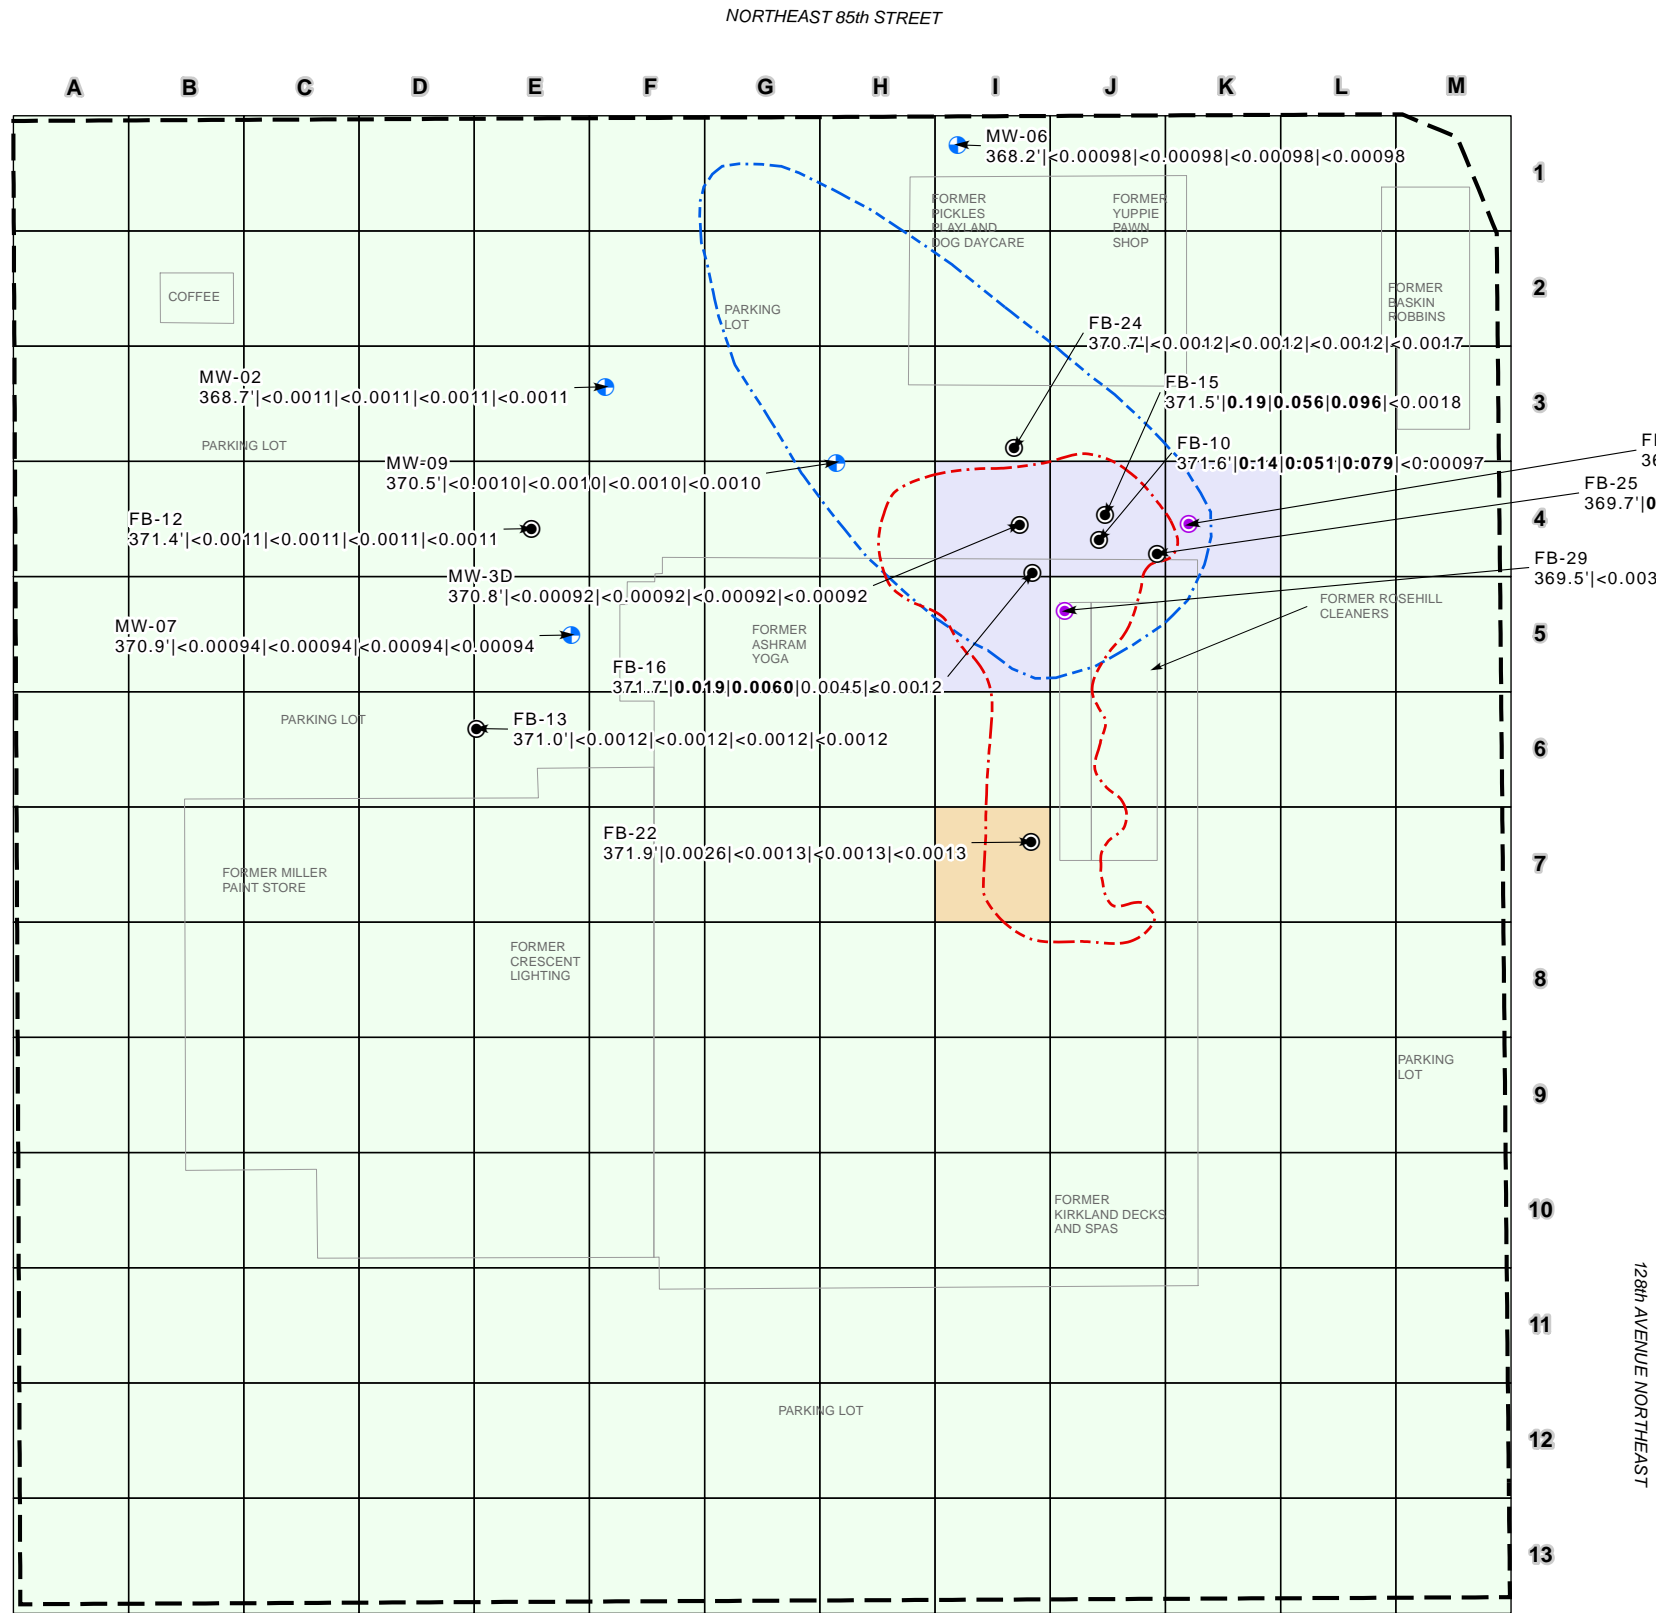 NORTHEAST 85th STREET
A B C D E F G H I J K L M
MW-06
368.2'|<0.00098|<0.00098|<0.00098|<0.00098
1
FORMER
PICKLES
PLAYLAND
DOG DAYCARE
FORMER
YUPPIE
PAWN
SHOP
COFFEE
PARKING
LOT
FORMER
BASKIN
ROBBINS
2
FB-24
370.7'|<0.0012|<0.0012|<0.0012|<0.0017
MW-02
368.7'|<0.0011|<0.0011|<0.0011|<0.0011
FB-15
371.5'|0.19|0.056|0.096|<0.0018
3
PARKING LOT
FB-10
371.6'|0.14|0.051|0.079|<0.00097
MW-09
370.5'|<0.0010|<0.0010|<0.0010|<0.0010
FB-25
369.7'|0
FB-12
371.4'|<0.0011|<0.0011|<0.0011|<0.0011
4
FB-29
369.5'|<0.003
MW-3D
370.8'|<0.00092|<0.00092|<0.00092|<0.00092
FORMER ROSEHILL
CLEANERS
MW-07
370.9'|<0.00094|<0.00094|<0.00094|<0.00094
FORMER
ASHRAM
YOGA
5
FB-16
371.7'|0.019|0.0060|0.0045|<0.0012
PARKING LOT
FB-13
371.0'|<0.0012|<0.0012|<0.0012|<0.0012
6
FB-22
371.9'|0.0026|<0.0013|<0.0013|<0.0013
FORMER MILLER
PAINT STORE
7
FORMER
CRESCENT
LIGHTING
8
PARKING
LOT
9
FORMER
KIRKLAND DECKS
AND SPAS
10
11
128th AVENUE NORTHEAST
PARKING LOT
12
13